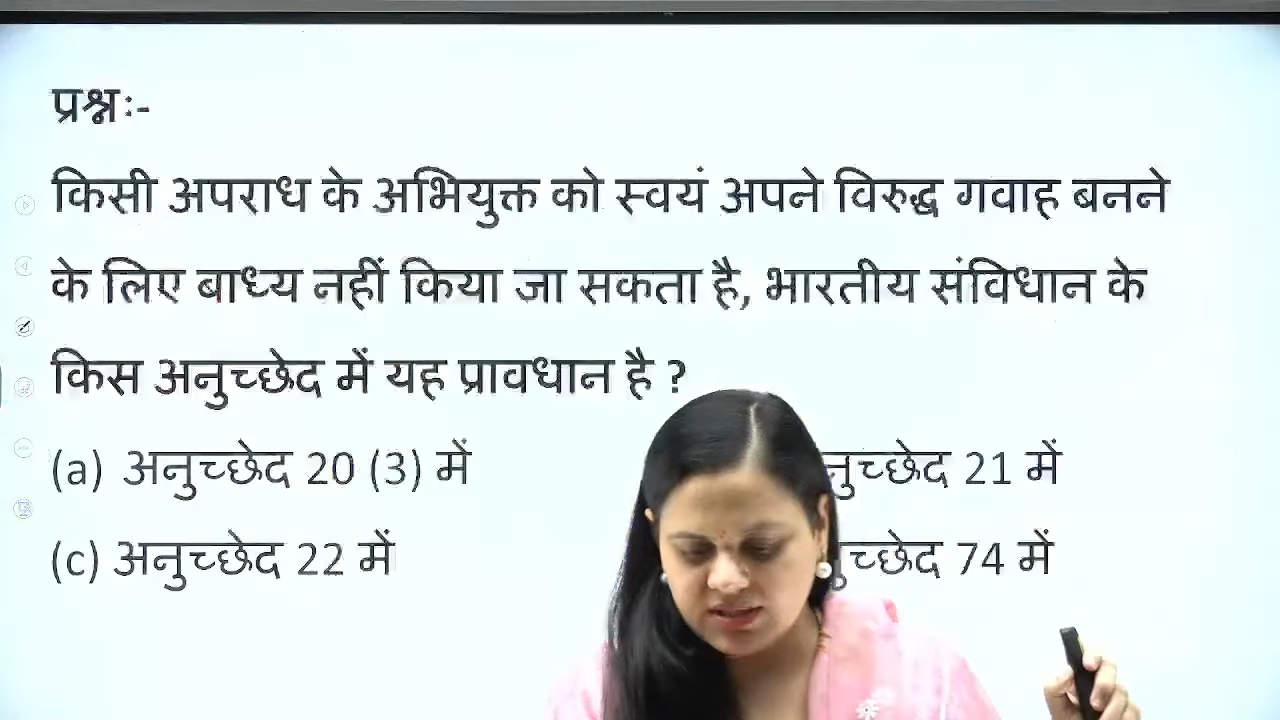 प्रश्नः-
किसी अपराध के अभियुक्त को स्वयं अपने विरुद्ध गवाह बनने
के लिए बाध्य नहीं किया जा सकता है, भारतीय संविधान के
किस अनुच्छेद में यह प्रावधान है ?
(a) अनुच्छेद 20 (3) में 21 में
(c) अनुच्छेद 22 में 74 में